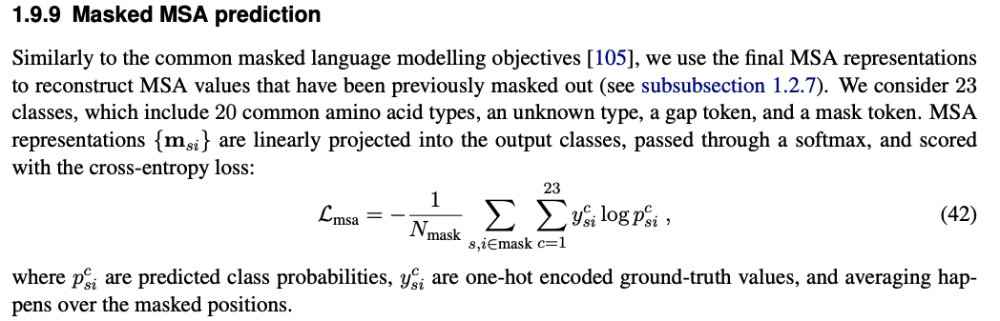 1.9.9 Masked MSA prediction
Similarly to the common masked language modelling objectives [105], we use the final MSA representations
to reconstruct MSA values that have been previously masked out (see subsubsection 1.2.7). We consider 23
classes, which include 20 common amino acid types, an unknown type, a gap token, and a mask token. MSA
representations {m_{si}} are linearly projected into the output classes, passed through a softmax, and scored
with the cross-entropy loss:
\mathcal{L}_{msa} = -\frac{1}{N_{mask}} \sum_{s,i \in mask} \sum_{c=1}^{23} y_{si}^{c} \log p_{si}^{c} , (42)
where p_{si}^{c} are predicted class probabilities, y_{si}^{c} are one-hot encoded ground-truth values, and averaging hap-
pens over the masked positions.